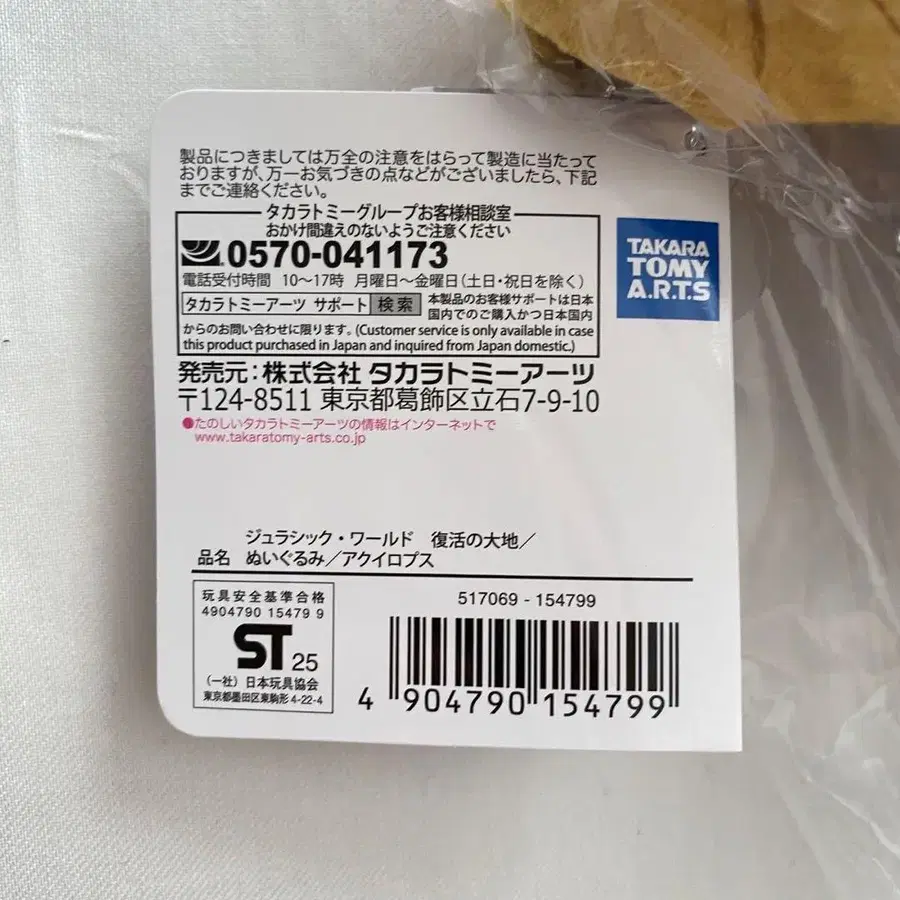 製品につきましては万全の注意をはらって製造に当たって
おりますが、万一お気づきの点などがございましたら、下記
までご連絡ください。
タカラトミーグループお客様相談室
おかけ間違えのないようご注意ください
0570-041173
電話受付時間 10〜17時 月曜日〜金曜日(土日・祝日を除く)
タカラトミーアーツ サポート 検索 本製品のお客様サポートは日本
国内でのご購入かつ日本国内
からのお問い合わせに限ります。(Customer service is only available in case
this product purchased in Japan and inquired from Japan domestic.)
TAKARA
TOMY
A.R.T.S
発売元:株式会社 タカラトミーアーツ
〒124-8511 東京都葛飾区立石7-9-10
●たのしいタカラトミーアーツの情報はインターネットで
www.takaratomy-arts.co.jp
ジュラシック・ワールド 復活の大地/
品名 ぬいぐるみ/アクイロプス
玩具安全基準合格
4904790 15479 9
ST 25
(一社)日本玩具協会
東京都墨田区東駒形4-22-4
517069 - 154799
4 904790 154799